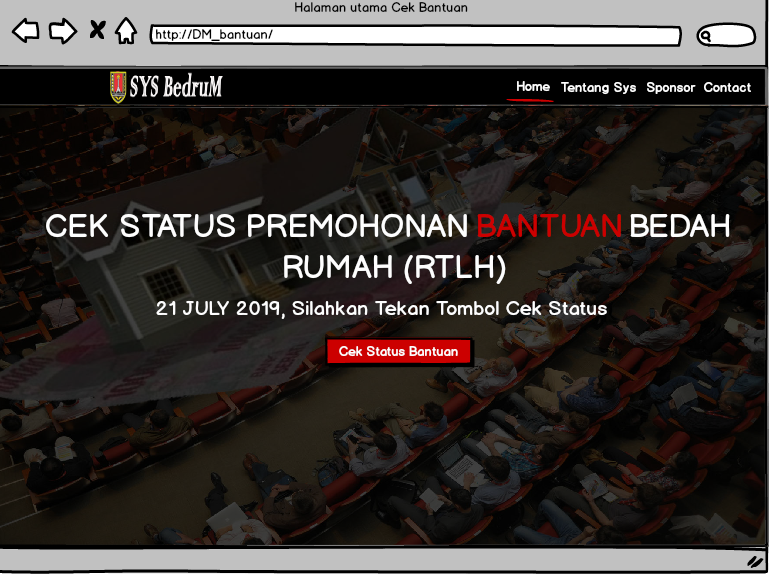 Halaman utama Cek Bantuan
http://DM_bantuan/
SYS BedruM
Home Tentang Sys Sponsor Contact
CEK STATUS PREMOHONAN BANTUAN BEDAH
RUMAH (RTLH)
21 JULY 2019, Silahkan Tekan Tombol Cek Status
Cek Status Bantuan